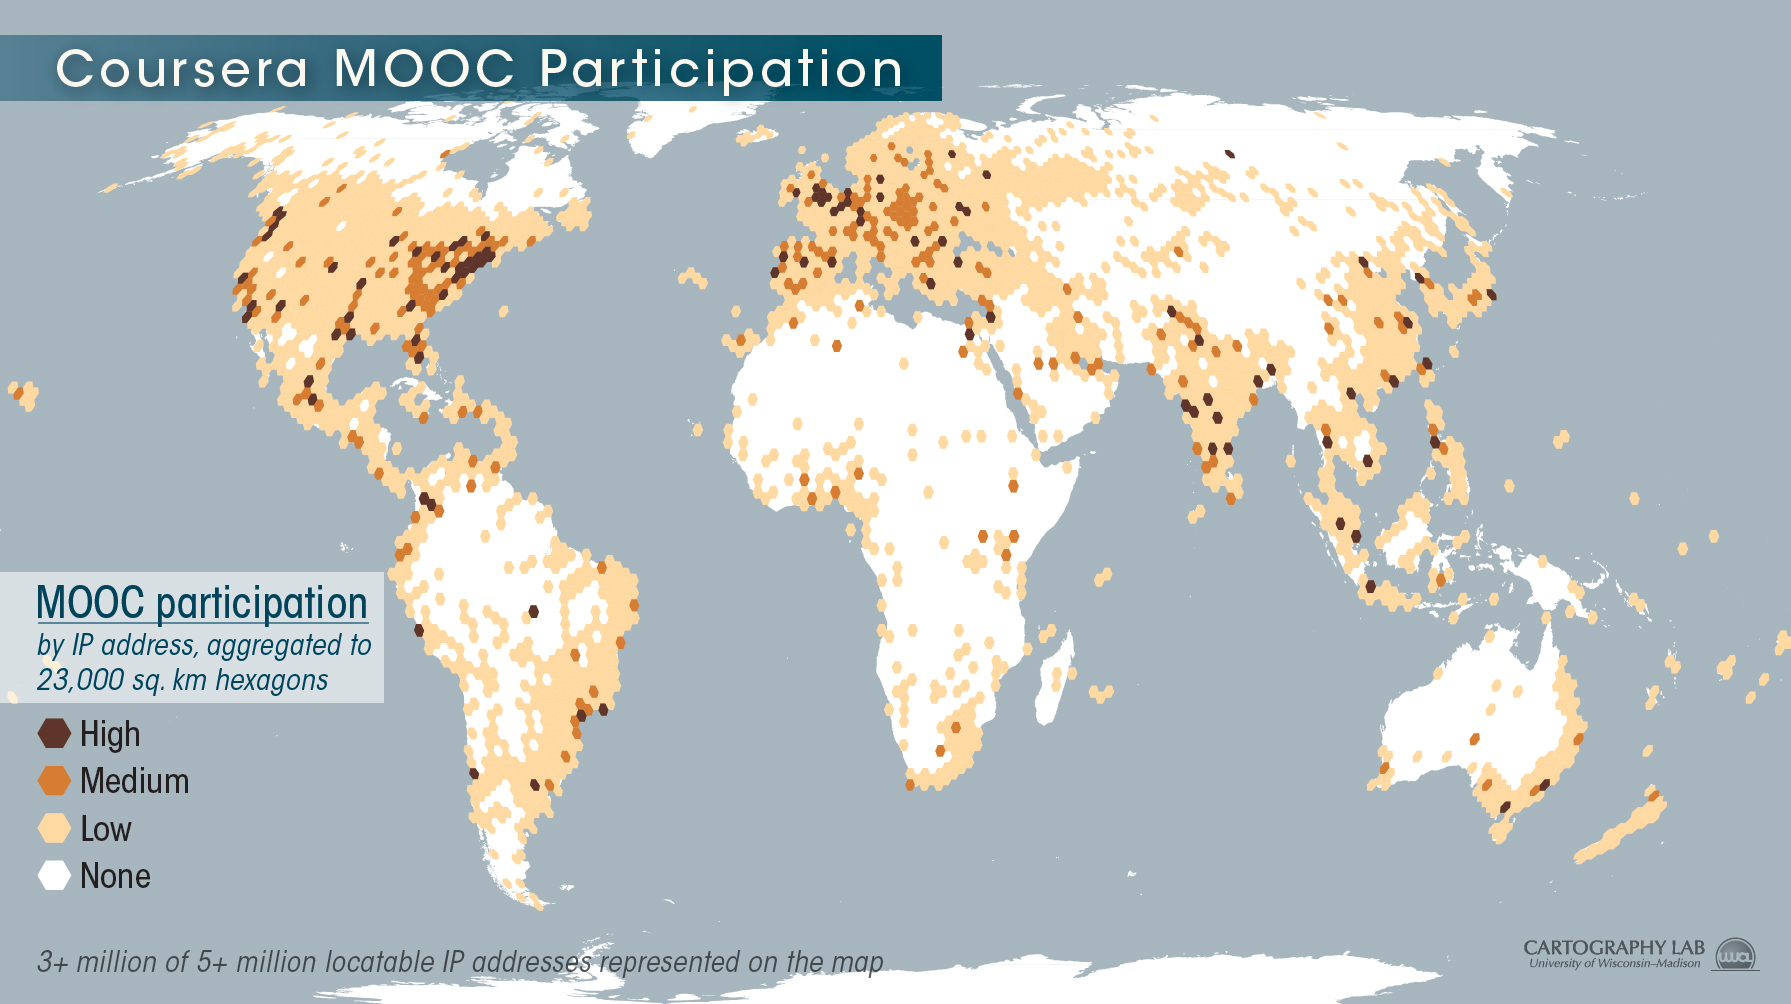 Coursera MOOC Participation
MOOC participation
by IP address, aggregated to
23,000 sq. km hexagons
High
Medium
Low
None
3+ million of 5+ million locatable IP addresses represented on the map
CARTOGRAPHY LAB
University of Wisconsin–Madison